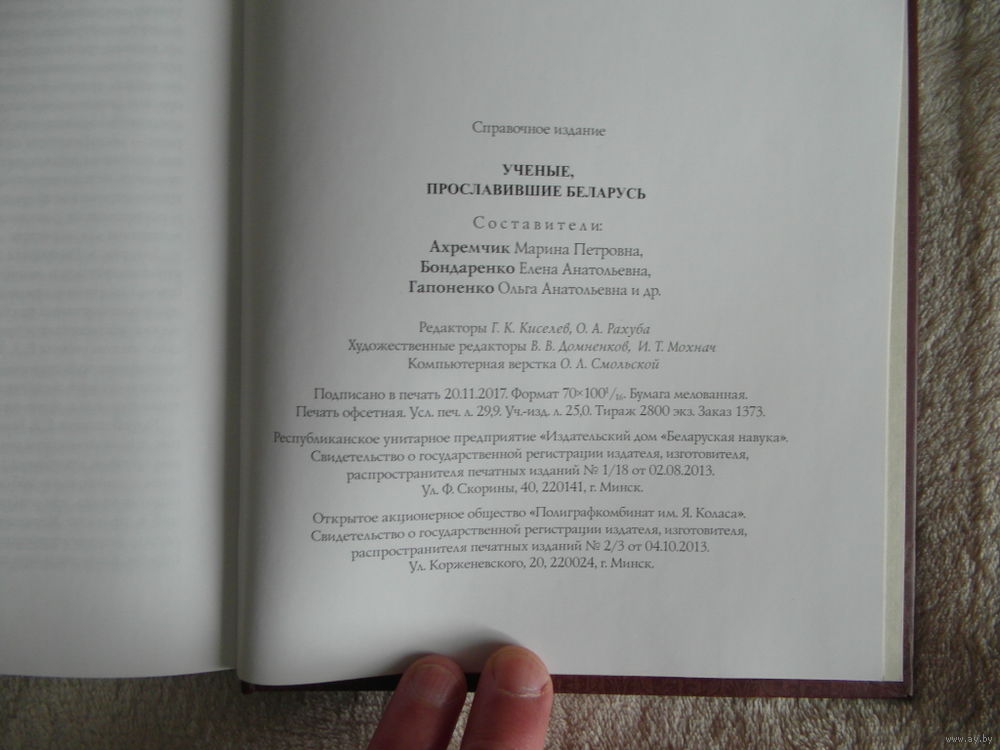 Справочное издание
УЧЕНЫЕ,
ПРОСЛАВИВШИЕ БЕЛАРУСЬ
Составители:
Ахремчик Марина Петровна,
Бондаренко Елена Анатольевна,
Гапоненко Ольга Анатольевна и др.
Редакторы Г. К. Киселев, О. А. Рахуба
Художественные редакторы В. В. Домненков, И. Т. Мохнач
Компьютерная верстка О. Л. Смольской
Подписано в печать 20.11.2017. Формат 70×100¹/₁₆. Бумага мелованная.
Печать офсетная. Усл. печ. л. 29,9. Уч.-изд. л. 25,0. Тираж 2800 экз. Заказ 1373.
Республиканское унитарное предприятие «Издательский дом «Беларуская навука».
Свидетельство о государственной регистрации издателя, изготовителя,
распространителя печатных изданий № 1/18 от 02.08.2013.
Ул. Ф. Скорины, 40, 220141, г. Минск.
Открытое акционерное общество «Полиграфкомбинат им. Я. Коласа».
Свидетельство о государственной регистрации издателя, изготовителя,
распространителя печатных изданий № 2/3 от 04.10.2013.
Ул. Корженевского, 20, 220024, г. Минск.
www.ay.by